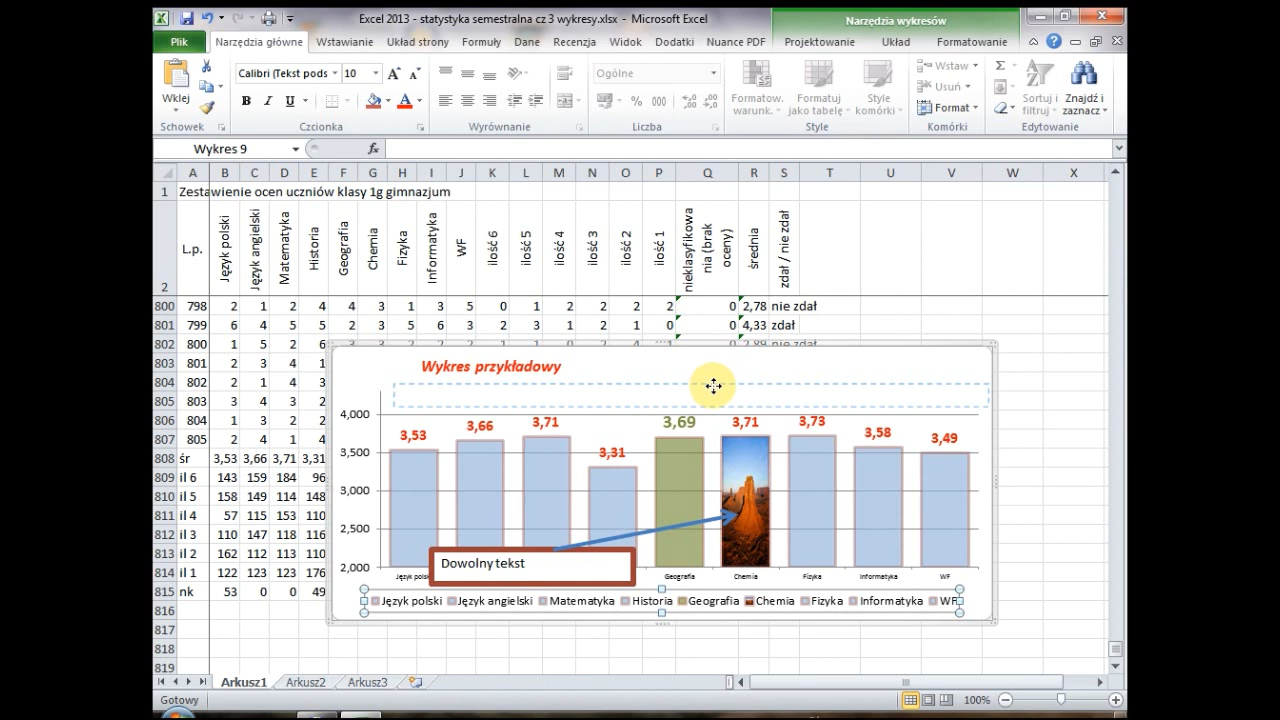 Excel 2013 - statystyka semestralna cz 3 wykresy.xlsx - Microsoft Excel
Narzędzia wykresów
Plik Narzędzia główne Wstawianie Układ strony Formuły Dane Recenzja Widok Dodatki Nuance PDF Projektowanie Układ Formatowanie
Wklej
Calibri (Tekst pods 10
Ogólne
B I U
% 000
Formatow. warunk.
Formatuj jako tabelę
Style komórki
Wstaw
Usuń
Format
Σ
Sortuj i filtruj
Znajdź i zaznacz
Schowek Czcionka Wyrównanie Liczba Style Komórki Edytowanie
Wykres 9 fx
A B C D E F G H I J K L M N O P Q R S T U V W X
1 Zestawienie ocen uczniów klasy 1g gimnazjum
2 L.p. Język polski Język angielski Matematyka Historia Geografia Chemia Fizyka Informatyka WF ilość 6 ilość 5 ilość 4 ilość 3 ilość 2 ilość 1 nieklasyfikowa nia (brak oceny) średnia zdał / nie zdał
800 798 2 1 2 4 4 3 1 3 5 0 1 2 2 2 2 0 2,78 nie zdał
801 799 6 4 5 5 2 3 5 6 3 2 3 1 2 1 0 0 4,33 zdał
802 800 1 5 2 6
803 801 2 3 4 1
804 802 2 1 4 3
805 803 3 4 3 2
806 804 1 3 2 2
807 805 2 4 1 4
808 śr 3,53 3,66 3,71 3,31
809 il 6 143 159 184 96
810 il 5 158 149 114 148
811 il 4 57 115 153 110
812 il 3 110 147 118 116
813 il 2 162 112 113 110
814 il 1 122 123 123 176
815 nk 53 0 0 49
816
817
818
819
Wykres przykładowy
4,000
3,500
3,000
2,500
2,000
3,53 3,66 3,71 3,31 3,69 3,71 3,73 3,58 3,49
Dowolny tekst
Język polsk Geografia Chemia Fizyka Informatyka WF
Język polski Język angielski Matematyka Historia Geografia Chemia Fizyka Informatyka WF
Arkusz1 Arkusz2 Arkusz3
Gotowy 100%